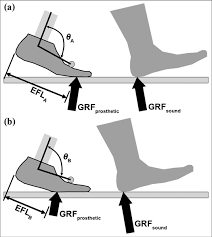 (a)
θA
EFLA
GRFprosthetic
GRFsound
(b)
θB
EFLB
GRFprosthetic
GRFsound